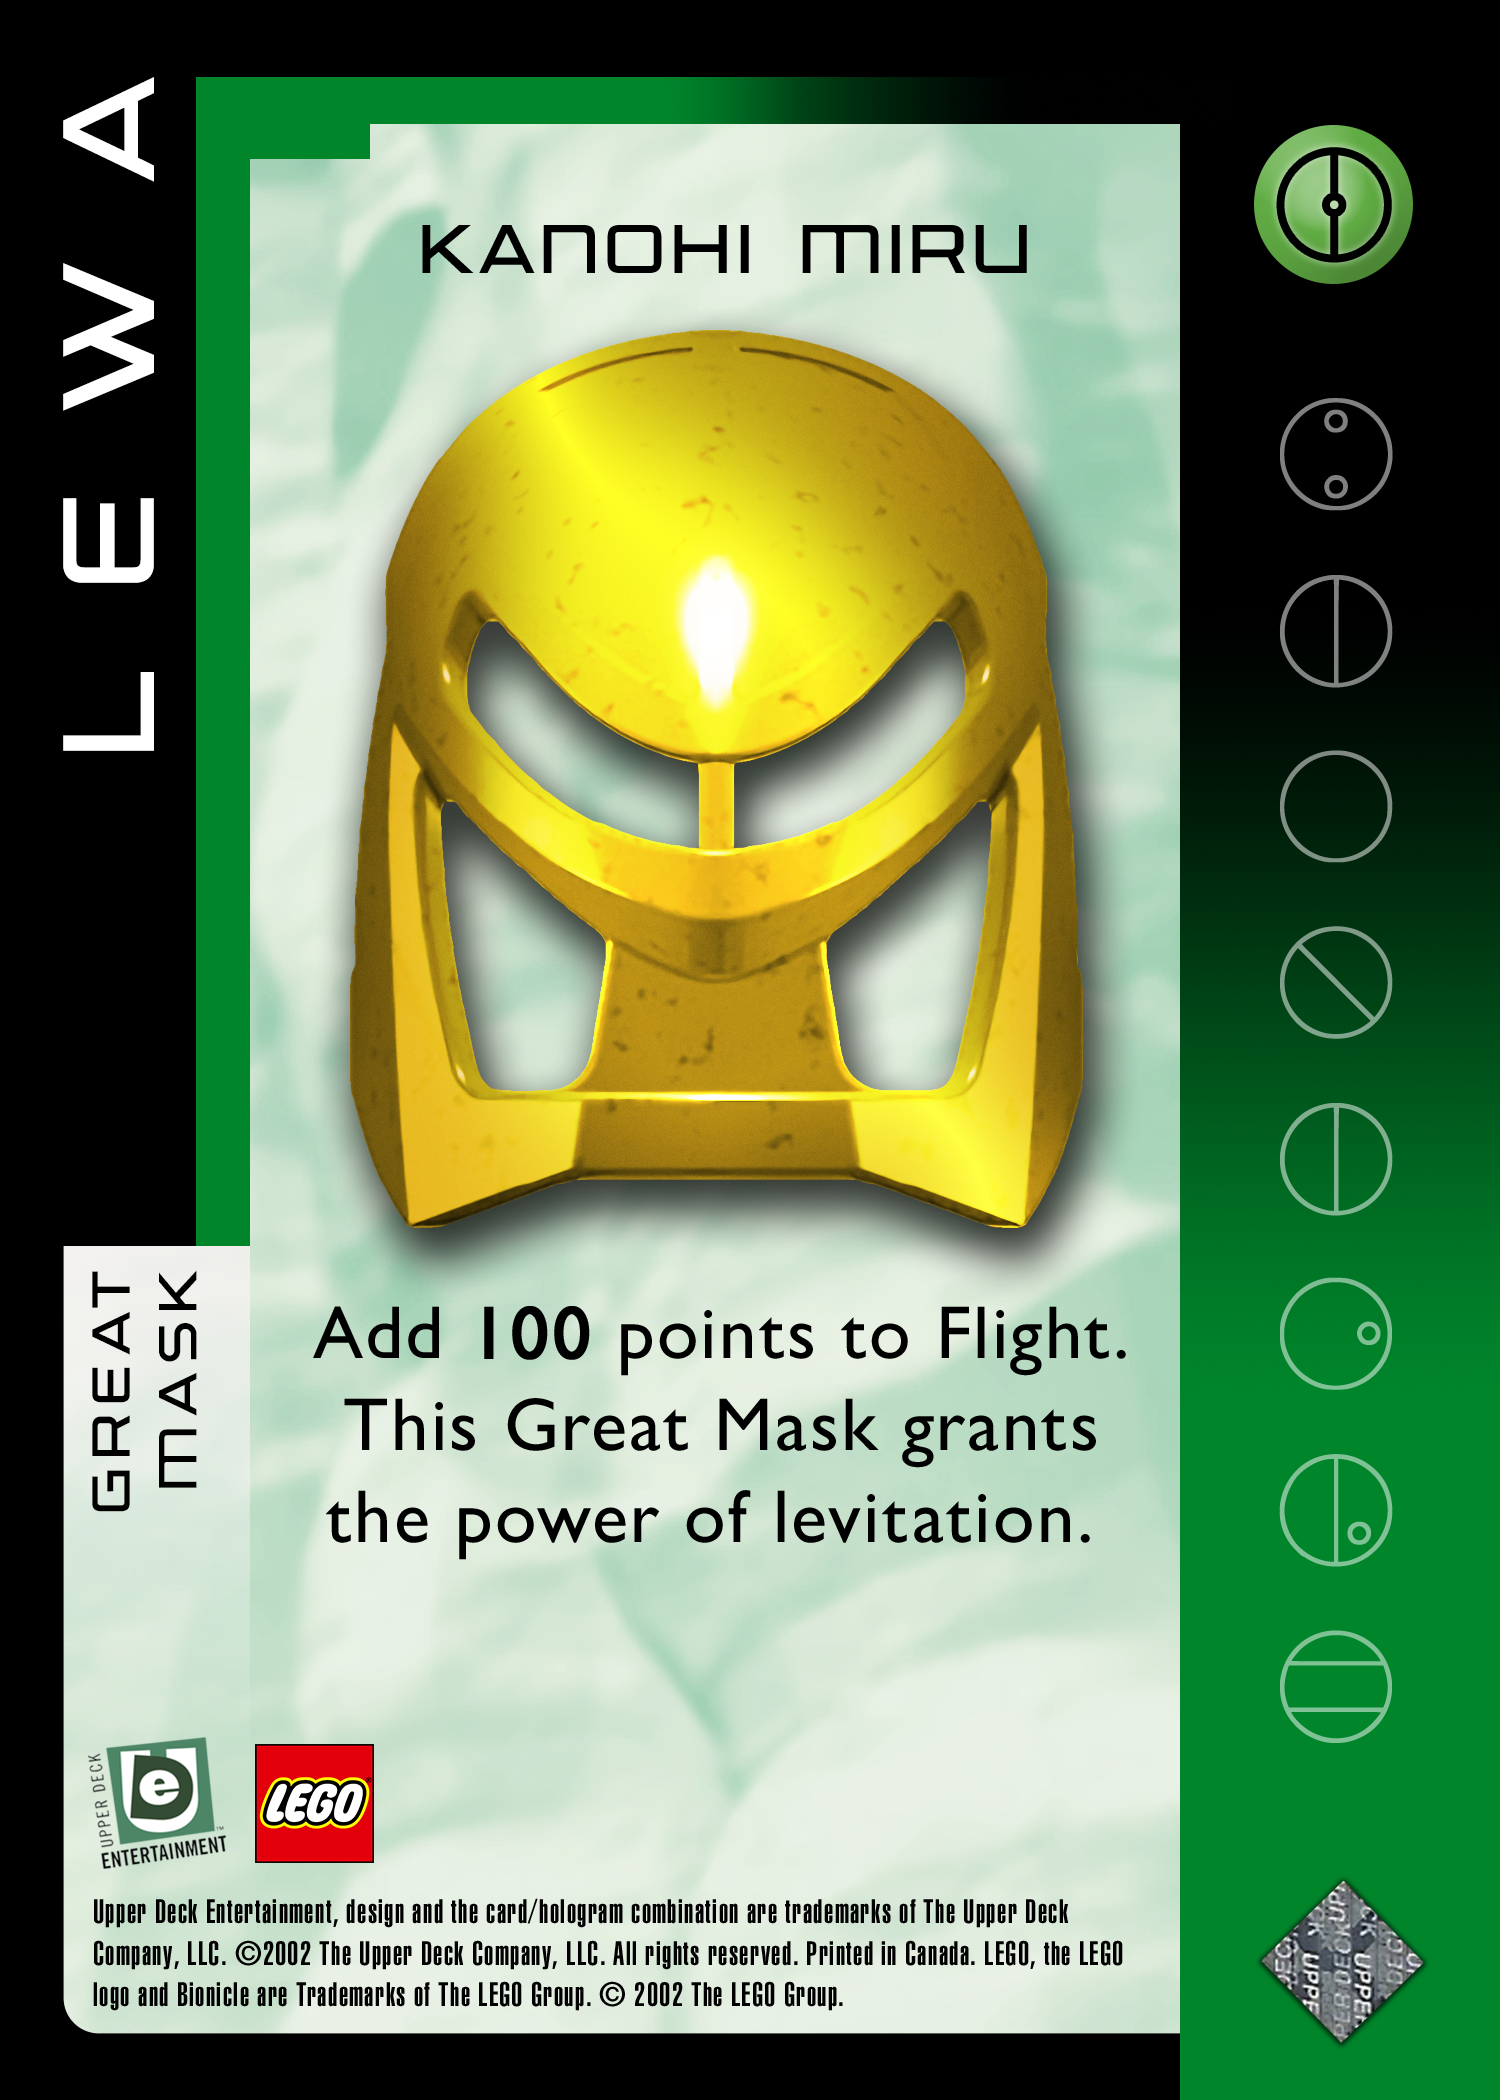 LEWA
KANOHI MIRU
GREAT
MASK
Add 100 points to Flight.
This Great Mask grants
the power of levitation.
UPPER DECK
e
ENTERTAINMENT
LEGO
Upper Deck Entertainment, design and the card/hologram combination are trademarks of The Upper Deck
Company, LLC. ©2002 The Upper Deck Company, LLC. All rights reserved. Printed in Canada. LEGO, the LEGO
logo and Bionicle are Trademarks of The LEGO Group. © 2002 The LEGO Group.